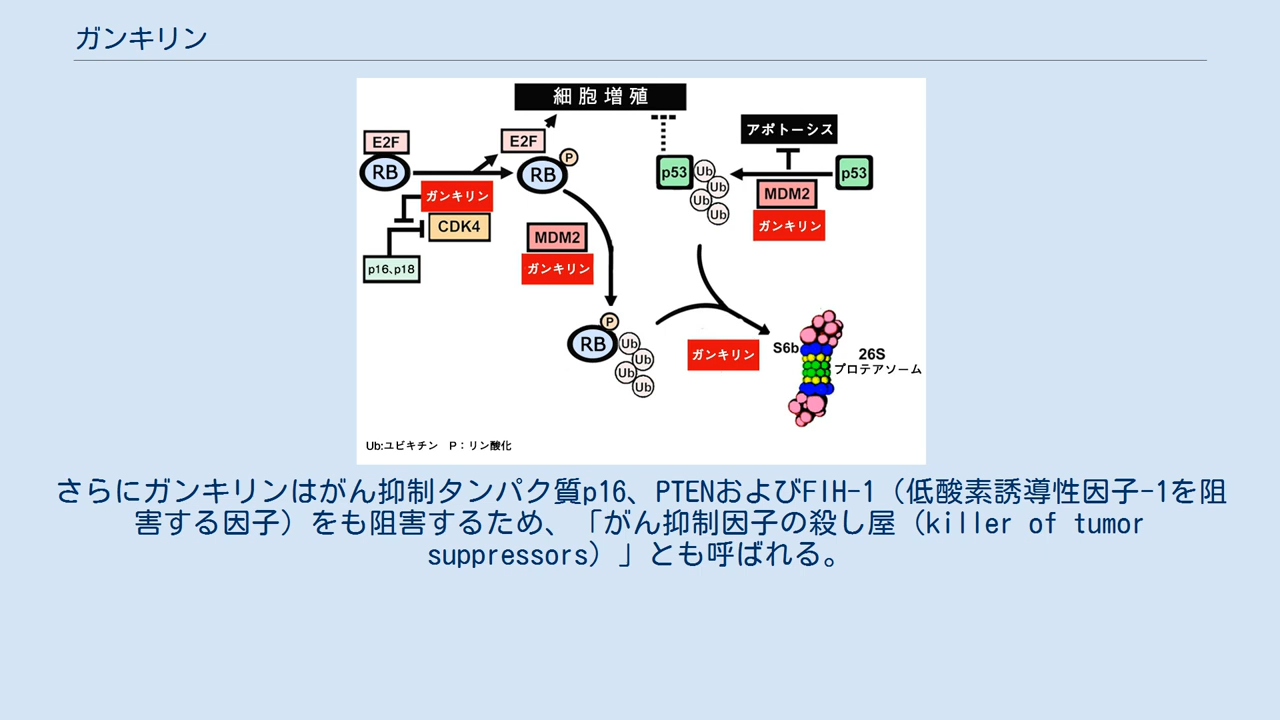 ガンキリン
細胞増殖
E2F
RB
E2F
P
RB
ガンキリン
CDK4
p16、p18
MDM2
ガンキリン
p53
Ub
Ub
Ub
Ub
アポトーシス
p53
MDM2
ガンキリン
P
RB
Ub
Ub
Ub
Ub
ガンキリン
S6b
26S
プロテアソーム
Ub:ユビキチン P：リン酸化
さらにガンキリンはがん抑制タンパク質p16、PTENおよびFIH-1（低酸素誘導性因子-1を阻
害する因子）をも阻害するため、「がん抑制因子の殺し屋（killer of tumor
suppressors）」とも呼ばれる。